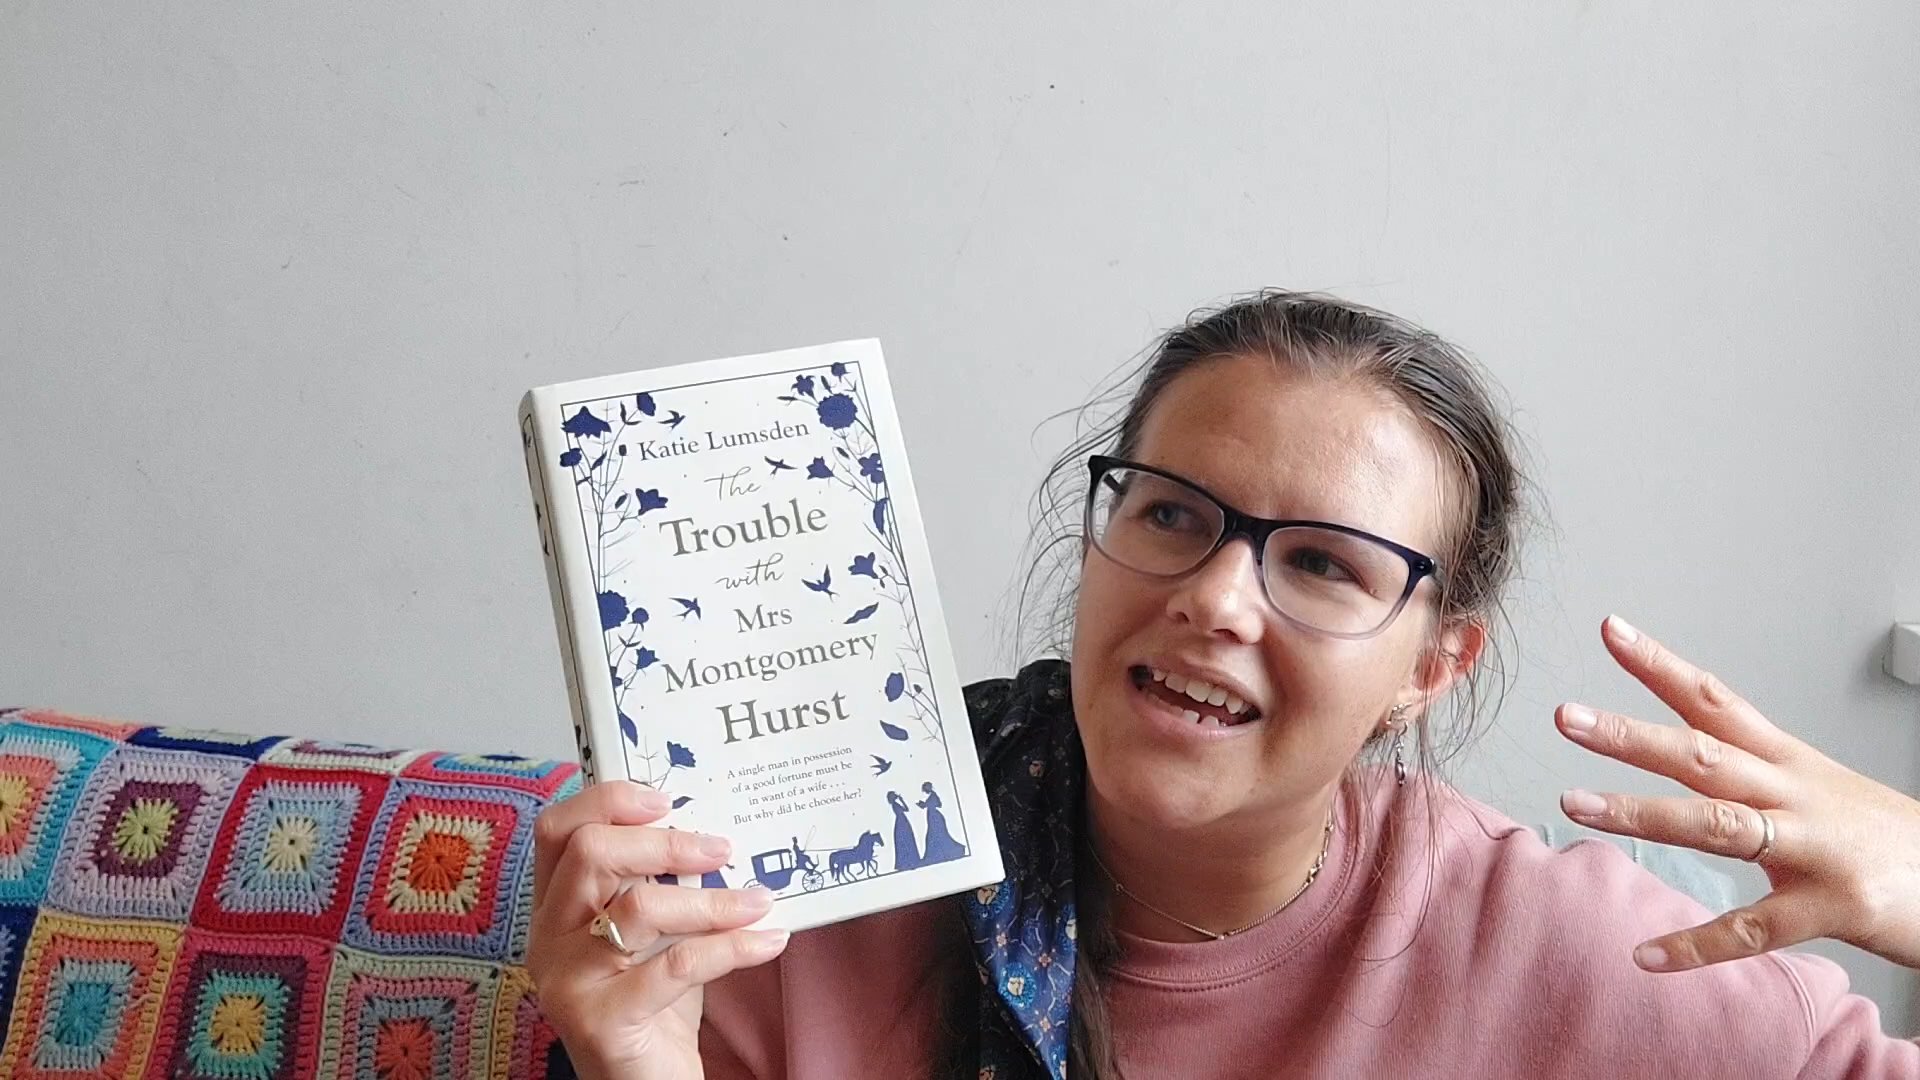 Katie Lumsden
The
Trouble
with
Mrs
Montgomery
Hurst
A single man in possession
of a good fortune must be
in want of a wife . . .
But why did he choose her?